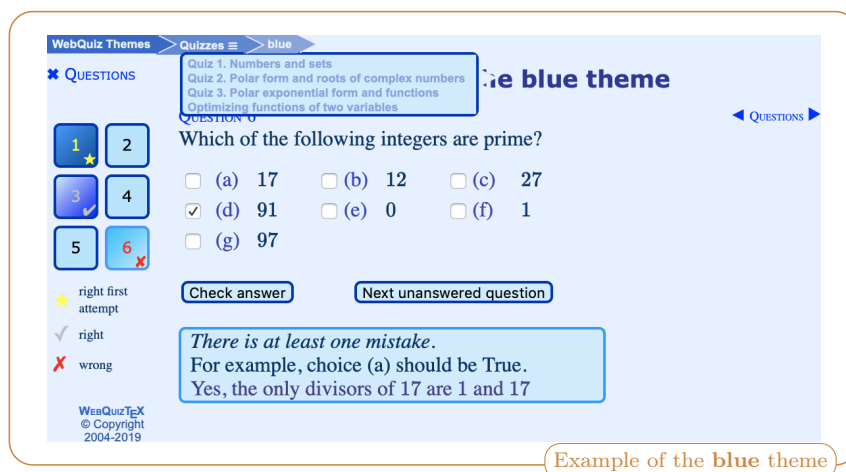 WebQuiz Themes Quizzes ☰ blue
Quiz 1. Numbers and sets
Quiz 2. Polar form and roots of complex numbers
Quiz 3. Polar exponential form and functions
Optimizing functions of two variables
✖ QUESTIONS
blue theme
QUESTION 6
◀ QUESTIONS ▶
Which of the following integers are prime?
1 2
3 4
5 6
(a) 17 (b) 12 (c) 27
(d) 91 (e) 0 (f) 1
(g) 97
Check answer Next unanswered question
right first
attempt
right
wrong
There is at least one mistake.
For example, choice (a) should be True.
Yes, the only divisors of 17 are 1 and 17
WEBQUIZTEX
© Copyright
2004-2019
Example of the blue theme